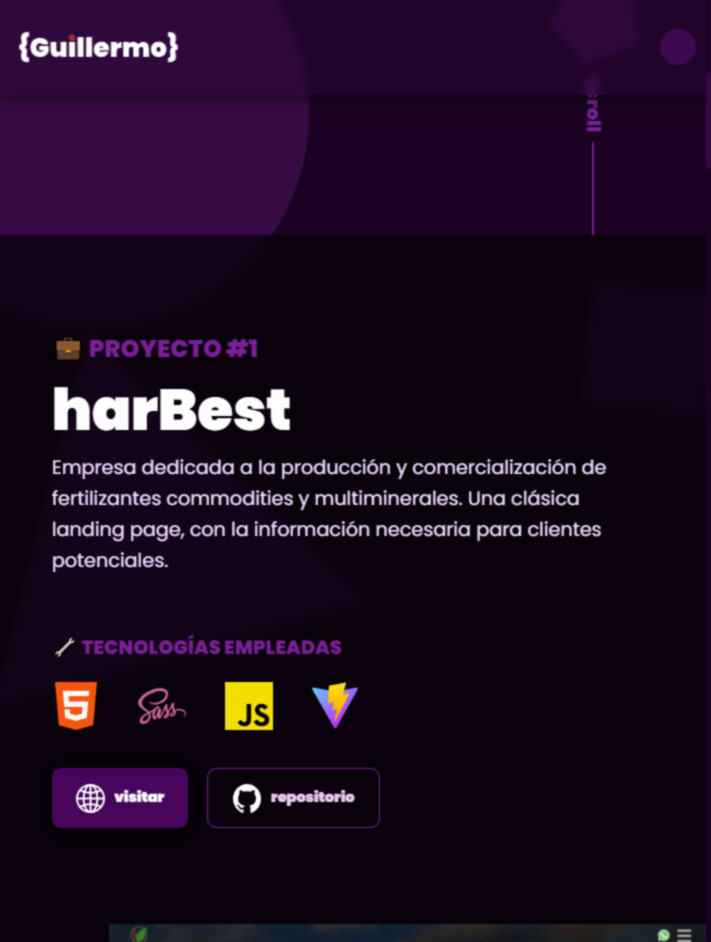 {Guillermo}
roll
PROYECTO #1
harBest
Empresa dedicada a la producción y comercialización de
fertilizantes commodities y multiminerales. Una clásica
landing page, con la información necesaria para clientes
potenciales.
TECNOLOGÍAS EMPLEADAS
5 Sass JS
visitar repositorio